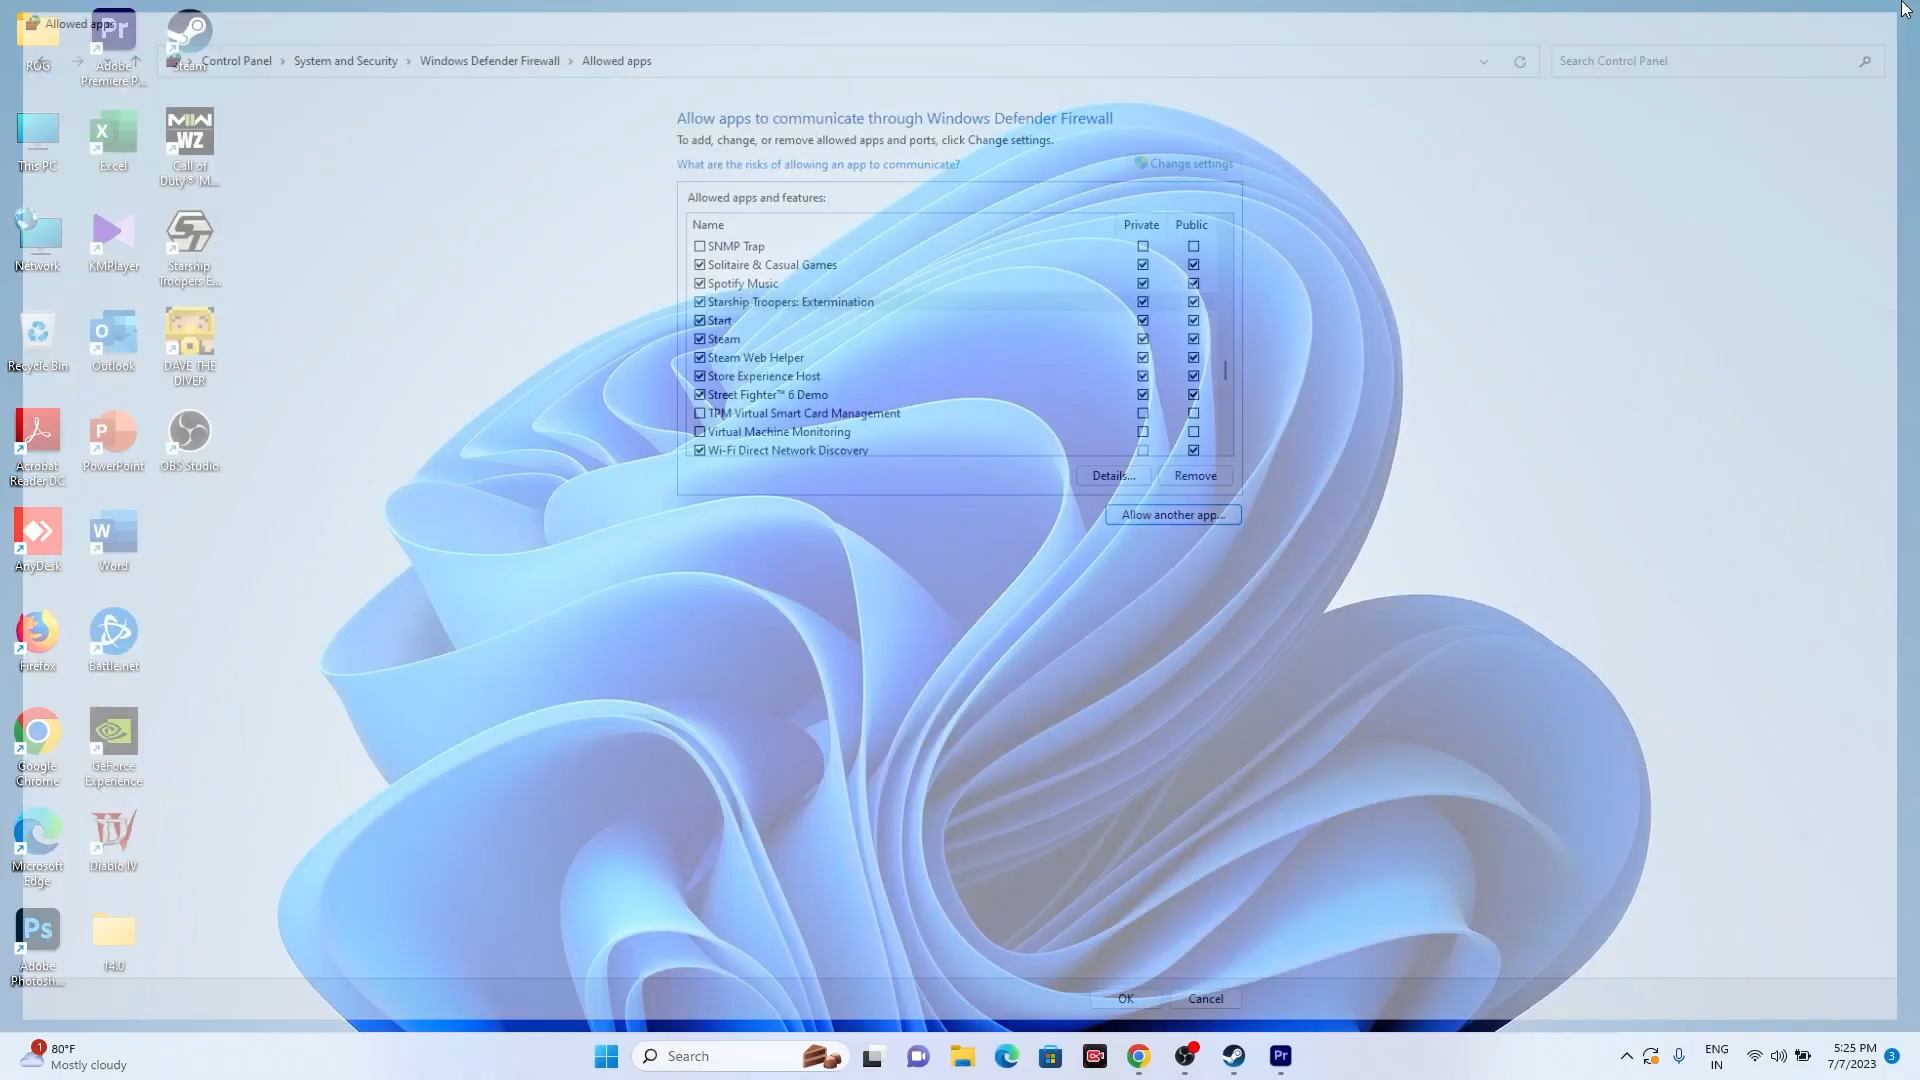 Allowed apps
Control Panel > System and Security > Windows Defender Firewall > Allowed apps
Search Control Panel
Allow apps to communicate through Windows Defender Firewall
To add, change, or remove allowed apps and ports, click Change settings.
What are the risks of allowing an app to communicate?
Change settings
Allowed apps and features:
Name Private Public
SNMP Trap
Solitaire & Casual Games
Spotify Music
Starship Troopers: Extermination
Start
Steam
Steam Web Helper
Store Experience Host
Street Fighter™ 6 Demo
TPM Virtual Smart Card Management
Virtual Machine Monitoring
Wi-Fi Direct Network Discovery
Details...
Remove
Allow another app...
OK
Cancel
ROG
Pr
Adobe
Premiere P...
Steam
This PC
Excel
MW
WZ
Call of
Duty® M...
Network
KMPlayer
Starship
Troopers E...
Recycle Bin
Outlook
DAVE THE
DIVER
Acrobat
Reader DC
PowerPoint
OBS Studio
AnyDesk
Word
Firefox
Battle.net
Google
Chrome
GeForce
Experience
Microsoft
Edge
Diablo IV
Ps
Adobe
Photosh...
14.0
1
80°F
Mostly cloudy
Search
Pr
ENG
IN
5:25 PM
7/7/2023
3